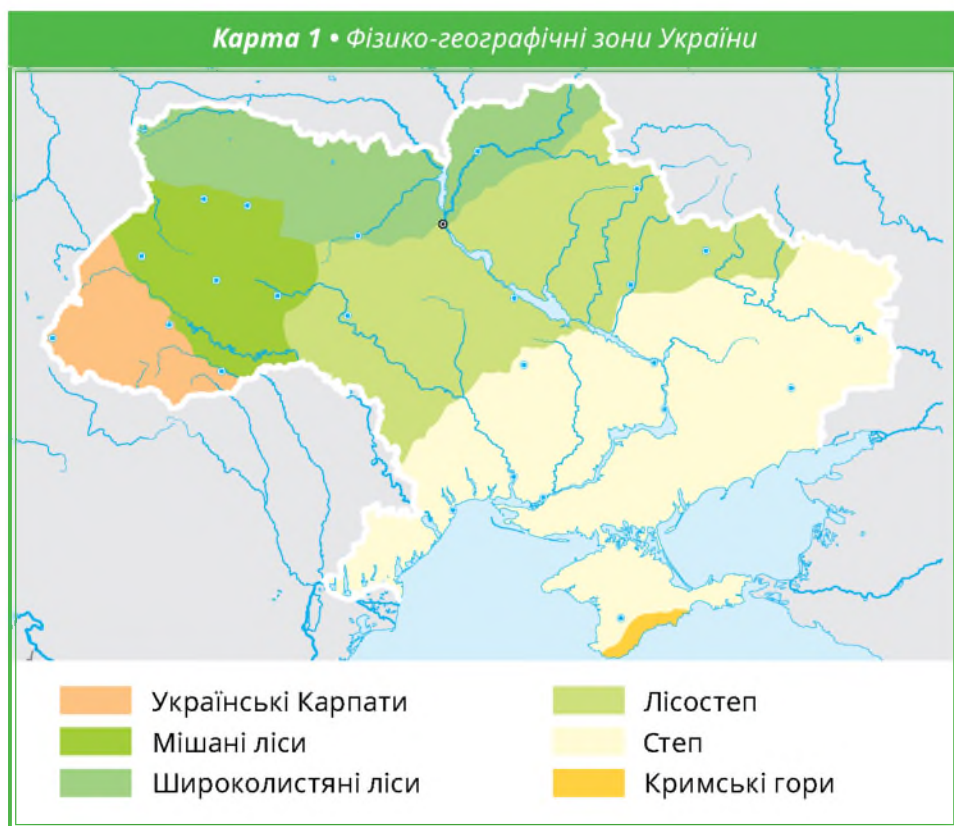 Карта 1 • Фізико-географічні зони України
Українські Карпати
Мішані ліси
Широколистяні ліси
Лісостеп
Степ
Кримські гори